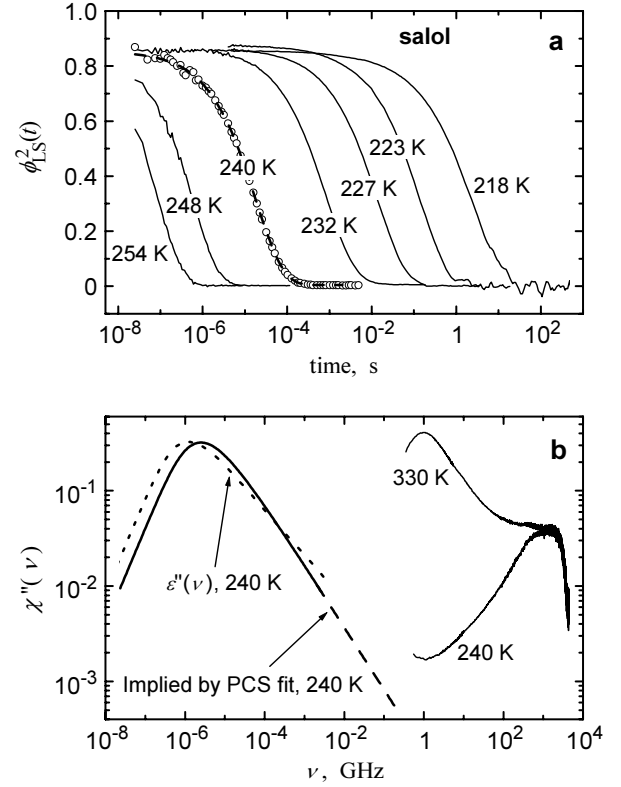 salol
a
ϕ²LS(t)
1.0
0.8
0.6
0.4
0.2
0
240 K
223 K
218 K
248 K
227 K
232 K
254 K
10⁻⁸ 10⁻⁶ 10⁻⁴ 10⁻² 1 10²
time, s
b
χ''(ν)
10⁻¹
10⁻²
10⁻³
330 K
ε''(ν), 240 K
240 K
Implied by PCS fit, 240 K
10⁻⁸ 10⁻⁶ 10⁻⁴ 10⁻² 1 10² 10⁴
ν, GHz